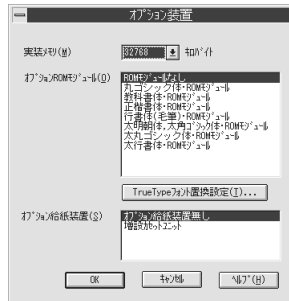 オプション装置
実装ﾒﾓﾘ(M)
32768
ｷﾛﾊﾞｲﾄ
ｵﾌﾟｼｮﾝROMﾓｼﾞｭｰﾙ(O)
ROMﾓｼﾞｭｰﾙなし
丸ゴシック体･ROMﾓｼﾞｭｰﾙ
教科書体･ROMﾓｼﾞｭｰﾙ
正楷書体･ROMﾓｼﾞｭｰﾙ
行書体(毛筆)･ROMﾓｼﾞｭｰﾙ
太明朝体,太角ｺﾞｼｯｸ体･ROMﾓｼﾞｭｰﾙ
太丸ゴシック体･ROMﾓｼﾞｭｰﾙ
太行書体･ROMﾓｼﾞｭｰﾙ
TrueTypeﾌｫﾝﾄ置換設定(T)...
ｵﾌﾟｼｮﾝ給紙装置(S)
ｵﾌﾟｼｮﾝ給紙装置無し
増設ｶｾｯﾄﾕﾆｯﾄ
OK
ｷｬﾝｾﾙ
ﾍﾙﾌﾟ(H)